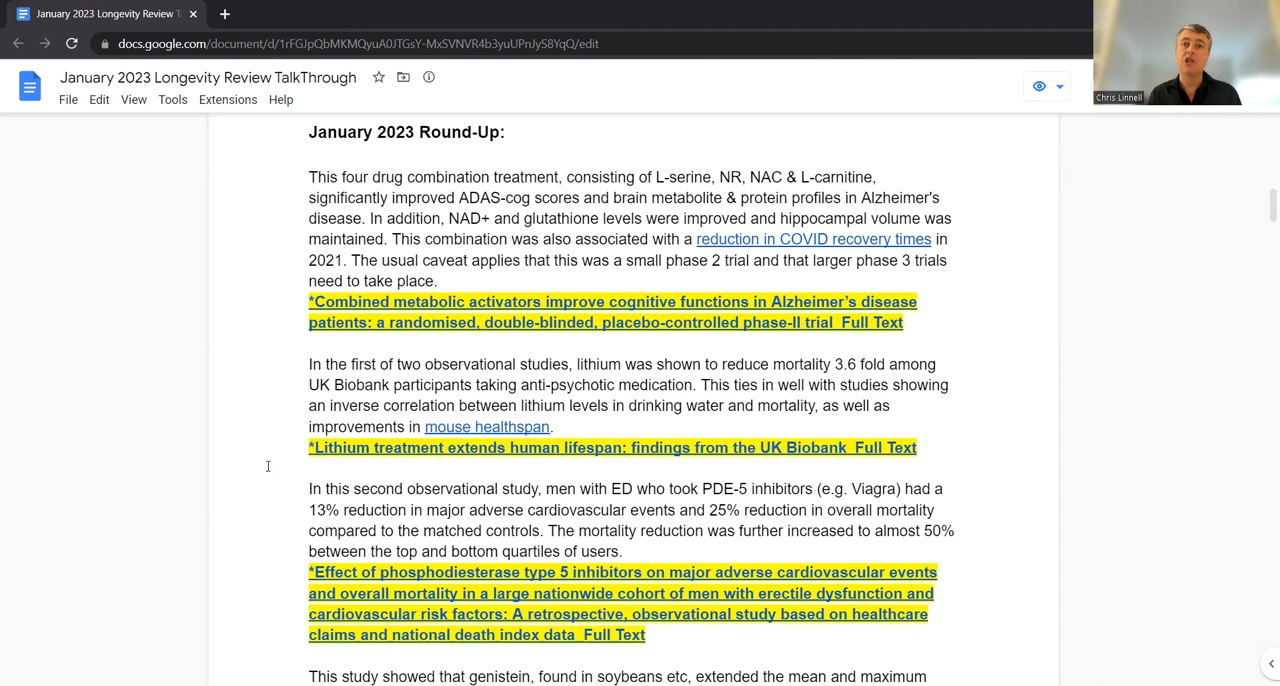 January 2023 Longevity Review T
docs.google.com/document/d/1rFGJpQbMKMQyuA0JTGsY-MxSVNVR4b3yuUPnJyS8YqQ/edit
Chris Linnell
January 2023 Longevity Review TalkThrough
File Edit View Tools Extensions Help
January 2023 Round-Up:
This four drug combination treatment, consisting of L-serine, NR, NAC & L-carnitine,
significantly improved ADAS-cog scores and brain metabolite & protein profiles in Alzheimer's
disease. In addition, NAD+ and glutathione levels were improved and hippocampal volume was
maintained. This combination was also associated with a reduction in COVID recovery times in
2021. The usual caveat applies that this was a small phase 2 trial and that larger phase 3 trials
need to take place.
*Combined metabolic activators improve cognitive functions in Alzheimer's disease
patients: a randomised, double-blinded, placebo-controlled phase-II trial  Full Text
In the first of two observational studies, lithium was shown to reduce mortality 3.6 fold among
UK Biobank participants taking anti-psychotic medication. This ties in well with studies showing
an inverse correlation between lithium levels in drinking water and mortality, as well as
improvements in mouse healthspan.
*Lithium treatment extends human lifespan: findings from the UK Biobank  Full Text
In this second observational study, men with ED who took PDE-5 inhibitors (e.g. Viagra) had a
13% reduction in major adverse cardiovascular events and 25% reduction in overall mortality
compared to the matched controls. The mortality reduction was further increased to almost 50%
between the top and bottom quartiles of users.
*Effect of phosphodiesterase type 5 inhibitors on major adverse cardiovascular events
and overall mortality in a large nationwide cohort of men with erectile dysfunction and
cardiovascular risk factors: A retrospective, observational study based on healthcare
claims and national death index data  Full Text
This study showed that genistein, found in soybeans etc, extended the mean and maximum